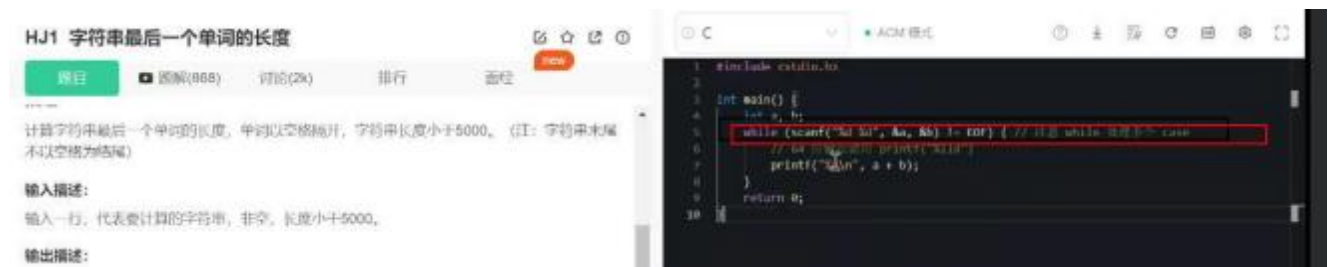 HJ1 字符串最后一个单词的长度
题目
题解(868)
讨论(2k)
排行
面经
new
计算字符串最后一个单词的长度，单词以空格隔开，字符串长度小于5000。（注：字符串末尾
不以空格为结尾）
输入描述：
输入一行，代表要计算的字符串，非空，长度小于5000。
输出描述：
C
ACM 模式
1 #include <stdio.h>
2
3 int main() {
4 int a, b;
5 while (scanf("%d %d", &a, &b) != EOF) { // 注意 while 处理多个 case
6 // 64 printf("%lld")
7 printf("%d\n", a + b);
8 }
9 return 0;
10 }